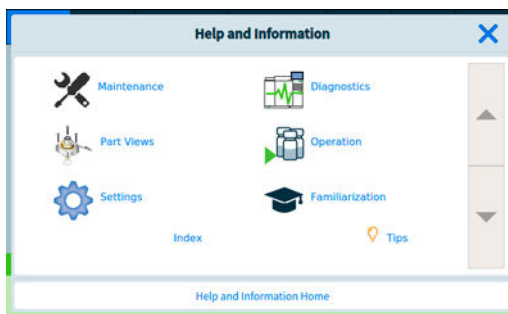 Help and Information
Maintenance
Diagnostics
Part Views
Operation
Settings
Familiarization
Index
Tips
Help and Information Home